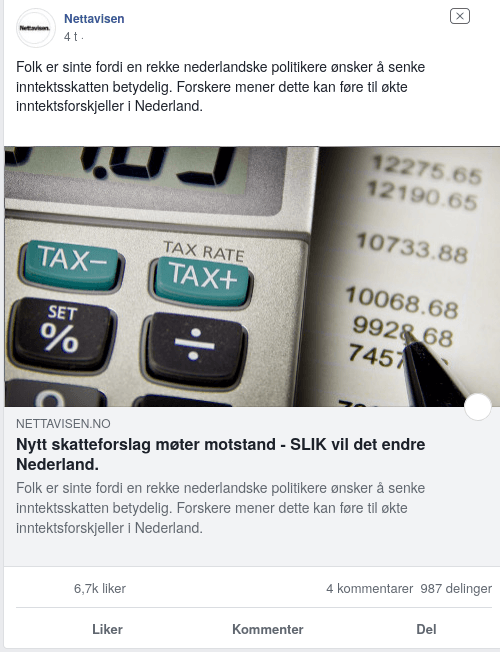 Nettavisen.
Nettavisen
4 t ·
Folk er sinte fordi en rekke nederlandske politikere ønsker å senke
inntektsskatten betydelig. Forskere mener dette kan føre til økte
inntektsforskjeller i Nederland.
12275.65
12190.65
10733.88
10068.68
9928.68
TAX RATE
TAX−
TAX+
SET
%
÷
NETTAVISEN.NO
Nytt skatteforslag møter motstand - SLIK vil det endre
Nederland.
Folk er sinte fordi en rekke nederlandske politikere ønsker å senke
inntektsskatten betydelig. Forskere mener dette kan føre til økte
inntektsforskjeller i Nederland.
6,7k liker
4 kommentarer 987 delinger
Liker Kommenter Del